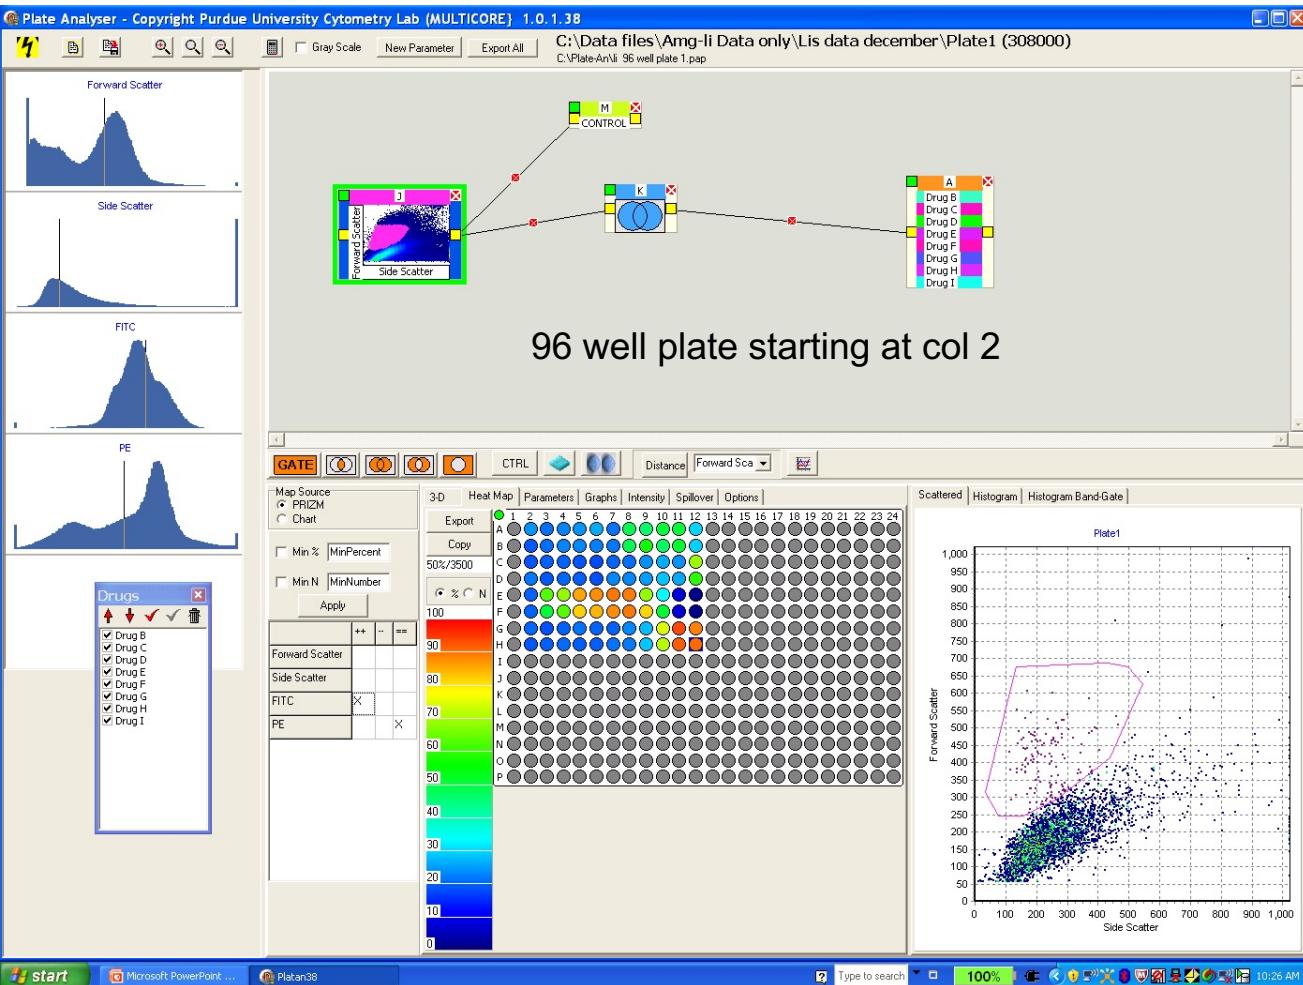 Plate Analyser - Copyright Purdue University Cytometry Lab (MULTICORE} 1.0.1.38
Gray Scale
New Parameter
Export All
C:\Data files\Amg-li Data only\Lis data december\Plate1 (308000)
C:\Plate-An\li 96 well plate 1.pap
Forward Scatter
Side Scatter
FITC
PE
M
CONTROL
J
Forward Scatter
Side Scatter
K
A
Drug B
Drug C
Drug D
Drug E
Drug F
Drug G
Drug H
Drug I
96 well plate starting at col 2
GATE
CTRL
Distance
Forward Sca
Map Source
PRIZM
Chart
Min % MinPercent
Min N MinNumber
Apply
++ -- ==
Forward Scatter
Side Scatter
FITC X
PE X
Drugs
Drug B
Drug C
Drug D
Drug E
Drug F
Drug G
Drug H
Drug I
3-D Heat Map Parameters Graphs Intensity Spillover Options
Export
Copy
50%/3500
% N
100
90
80
70
60
50
40
30
20
10
0
1 2 3 4 5 6 7 8 9 10 11 12 13 14 15 16 17 18 19 20 21 22 23 24
A
B
C
D
E
F
G
H
I
J
K
L
M
N
O
P
Scattered Histogram Histogram Band-Gate
Plate1
Forward Scatter
1,000
950
900
850
800
750
700
650
600
550
500
450
400
350
300
250
200
150
100
50
0
0 100 200 300 400 500 600 700 800 900 1,000
Side Scatter
start
Microsoft PowerPoint ...
Platan38
Type to search
100%
10:26 AM